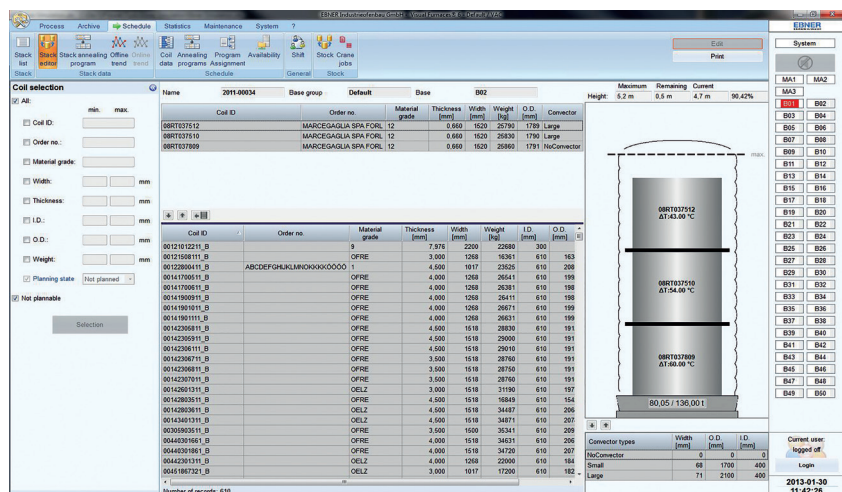 EBNER Industrieofenbau GmbH - Visual Furnaces
Process Archive Schedule Statistics Maintenance System ?
Stack list
Stack editor
Stack annealing program
Offline trend
Online trend
Coil data
Annealing programs
Program Assignment
Availability
Shift
Stock
Crane jobs
Stack Stack data Schedule General Stock
Edit
Print
EBNER
System
MA1 MA2
MA3
B01 B02
B03 B04
B05 B06
B07 B08
B09 B10
B11 B12
B13 B14
B15 B16
B17 B18
B19 B20
B21 B22
B23 B24
B25 B26
B27 B28
B29 B30
B31 B32
B33 B34
B35 B36
B37 B38
B39 B40
B41 B42
B43 B44
B45 B46
B47 B48
B49 B50
Current user:
logged off
Login
2013-01-30
11:42:26
Coil selection
All:
min. max.
Coil ID:
Order no.:
Material grade:
Width: mm
Thickness: mm
I.D.: mm
O.D.: mm
Weight: mm
Planning state Not planned
Not plannable
Selection
Name 2011-00034 Base group Default Base B02
Coil ID Order no. Material grade Thickness [mm] Width [mm] Weight [kg] O.D. [mm] Convector
08RT037512 MARCEGAGLIA SPA FORL 12 0,660 1520 25790 1789 Large
08RT037510 MARCEGAGLIA SPA FORL 12 0,660 1520 25830 1790 Large
08RT037809 MARCEGAGLIA SPA FORL 12 0,660 1520 25860 1791 NoConvector
Coil ID Order no. Material grade Thickness [mm] Width [mm] Weight [kg] I.D. [mm] O.D. [mm]
00121012211_B 9 7,976 2200 22680 300
00121508111_B OFRE 3,000 1268 16361 610 163
00122800411_B ABCDEFGHIJKLMNOKKKKÖÖÖÖ 1 4,500 1017 23525 610 208
00141700511_B OFRE 4,000 1268 26541 610 199
00141700611_B OFRE 4,000 1268 26381 610 198
00141900911_B OFRE 4,000 1268 26411 610 198
00141901011_B OFRE 4,000 1268 26671 610 199
00141901111_B OFRE 4,000 1268 26631 610 199
00142305811_B OFRE 4,500 1518 28830 610 191
00142305911_B OFRE 4,500 1518 29000 610 191
00142306111_B OFRE 4,500 1518 29010 610 191
00142306711_B OFRE 3,500 1518 28760 610 191
00142306811_B OFRE 3,500 1518 28750 610 191
00142307011_B OFRE 3,500 1518 28760 610 191
00142601311_B OELZ 3,000 1318 31190 610 197
00142803511_B OFRE 4,500 1518 16849 610 154
00142803611_B OELZ 4,500 1518 34487 610 206
00143401311_B OELZ 4,500 1518 34871 610 207
00305903511_B OFRE 3,500 1500 35341 610 209
00440301661_B OFRE 4,000 1518 34631 610 206
00440301861_B OFRE 4,000 1518 34720 610 207
00442301311_B OELZ 4,000 1268 22000 610 184
00451867321_B OELZ 3,000 1017 17200 610 182
Number of records: 610
Maximum Remaining Current
Height: 5,2 m 0,5 m 4,7 m 90.42%
max.
08RT037512
ΔT:43.00 °C
08RT037510
ΔT:54.00 °C
08RT037809
ΔT:60.00 °C
80,05 / 136,00 t
Convector types Width [mm] O.D. [mm] I.D. [mm]
NoConvector 0 0 0
Small 68 1700 400
Large 71 2100 400